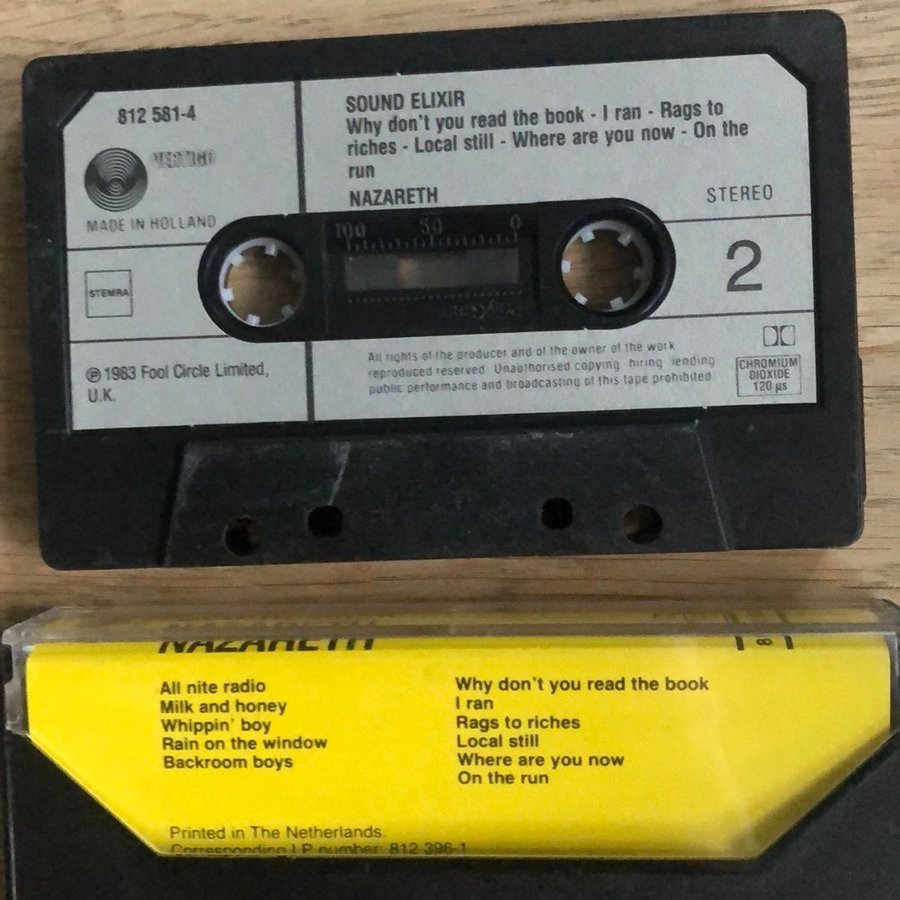 812 581-4
VERTIGO
MADE IN HOLLAND
STEMRA
℗ 1983 Fool Circle Limited,
U.K.
SOUND ELIXIR
Why don't you read the book - I ran - Rags to
riches - Local still - Where are you now - On the
run
NAZARETH
STEREO
100 50 0
2
All rights of the producer and of the owner of the work
reproduced reserved. Unauthorised copying hiring lending
public performance and broadcasting of this tape prohibited
CHROMIUM
DIOXIDE
120 µs
NAZARETH
All nite radio
Milk and honey
Whippin' boy
Rain on the window
Backroom boys
Why don't you read the book
I ran
Rags to riches
Local still
Where are you now
On the run
Printed in The Netherlands.
Corresponding LP number: 812 396-1